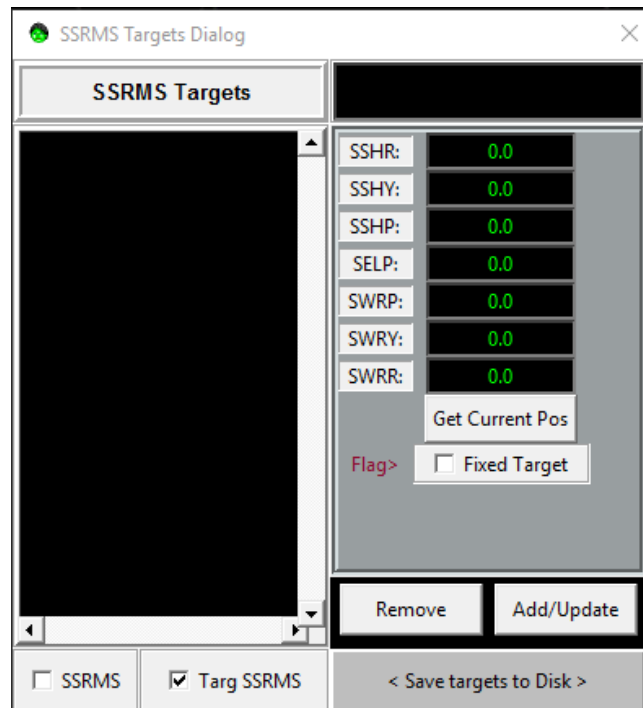 SSRMS Targets Dialog
SSRMS Targets
SSHR: 0.0
SSHY: 0.0
SSHP: 0.0
SELP: 0.0
SWRP: 0.0
SWRY: 0.0
SWRR: 0.0
Get Current Pos
Flag> Fixed Target
Remove Add/Update
SSRMS Targ SSRMS < Save targets to Disk >